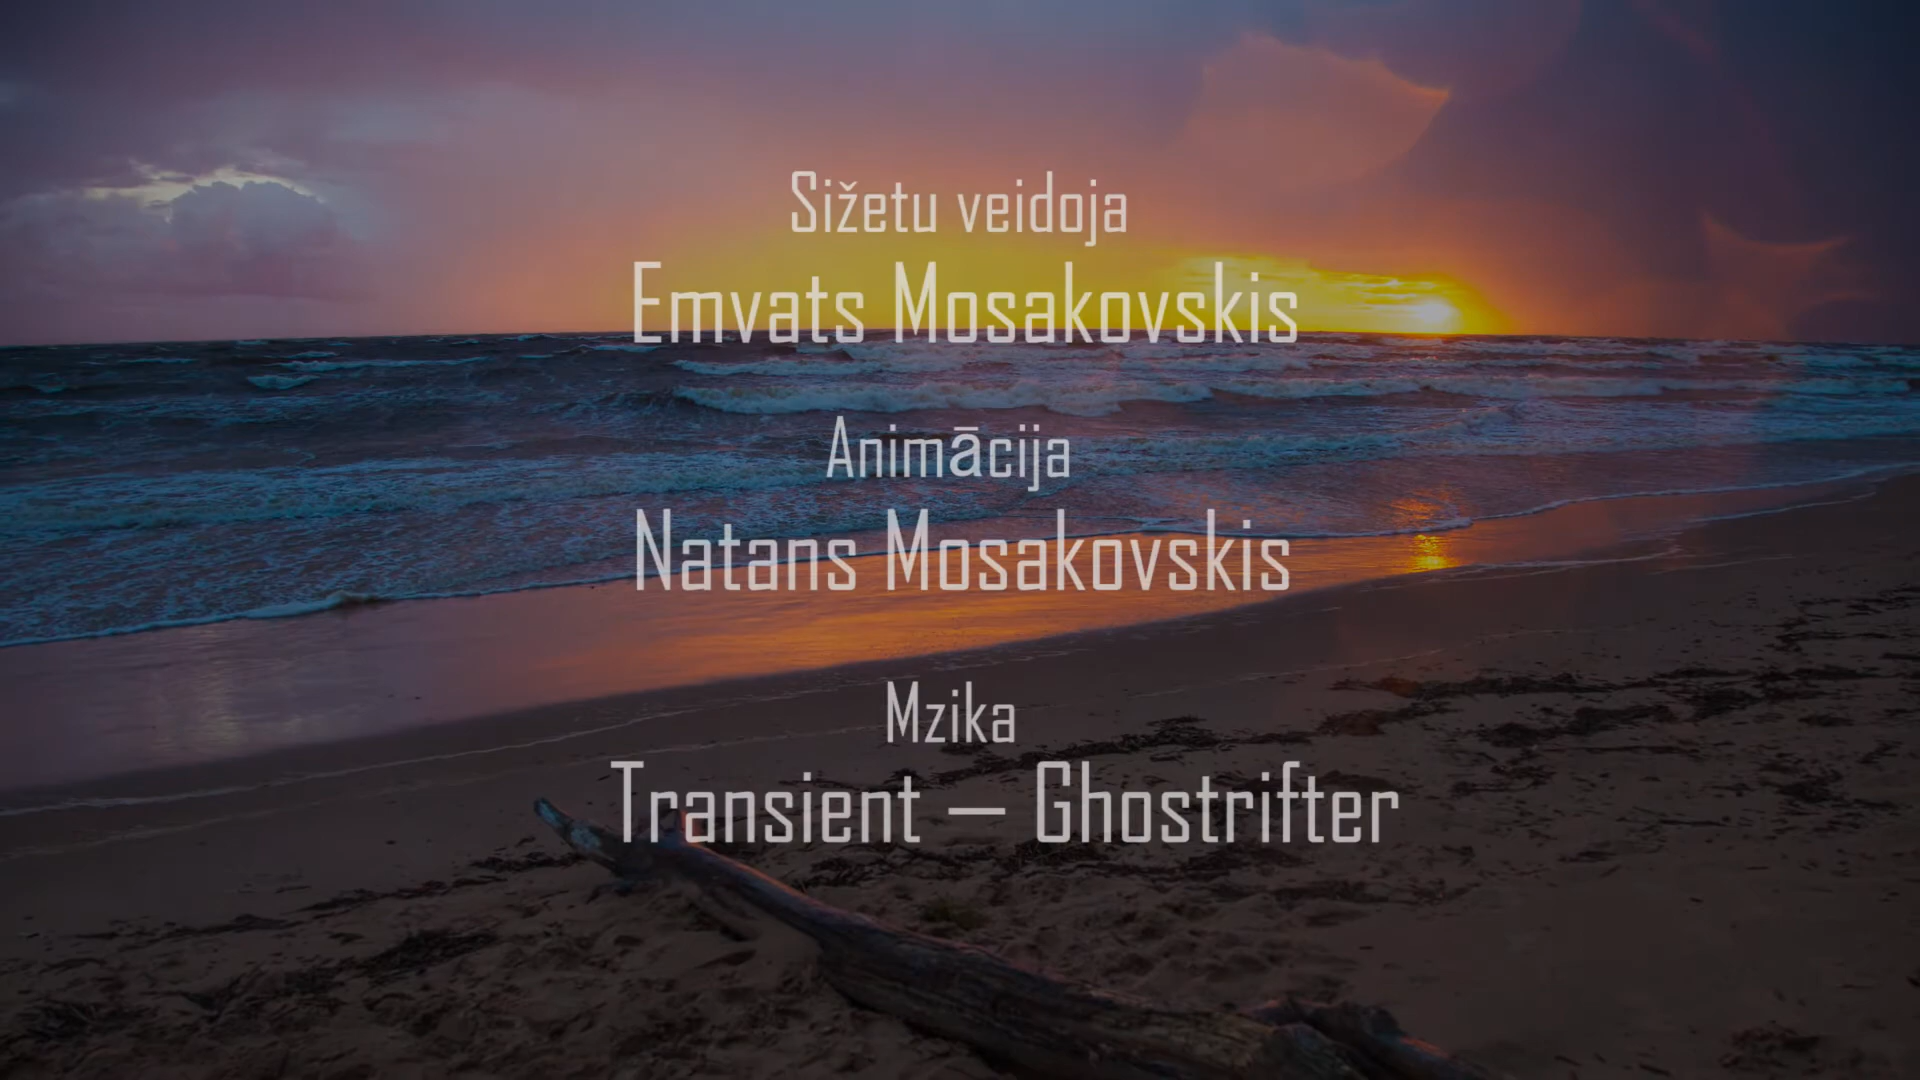 Sižetu veidoja
Emvats Mosakovskis
Animācija
Natans Mosakovskis
Mzika
Transient – Ghostrifter